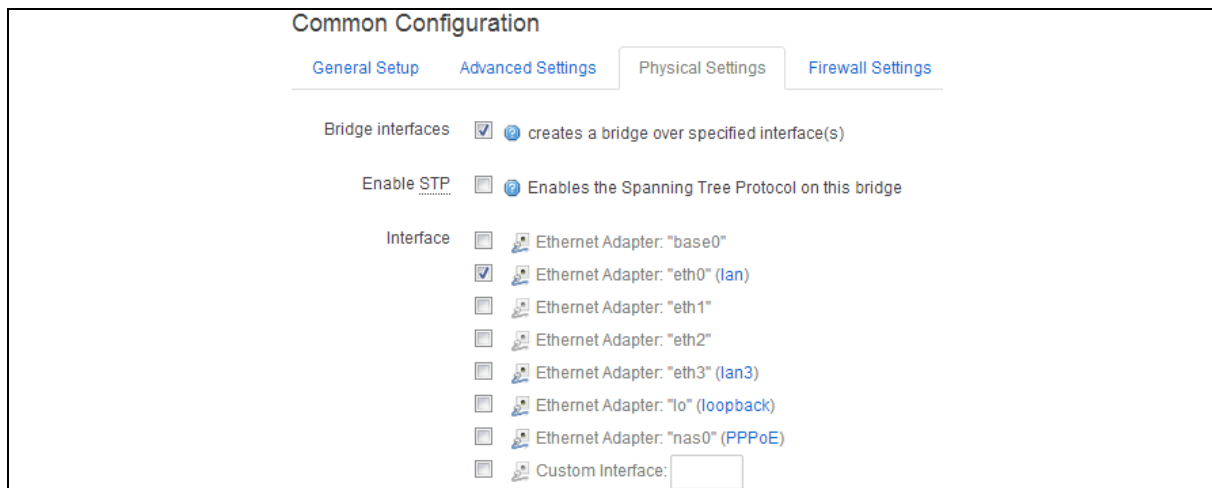 Common Configuration
General Setup Advanced Settings Physical Settings Firewall Settings
Bridge interfaces creates a bridge over specified interface(s)
Enable STP Enables the Spanning Tree Protocol on this bridge
Interface Ethernet Adapter: "base0"
Ethernet Adapter: "eth0" (lan)
Ethernet Adapter: "eth1"
Ethernet Adapter: "eth2"
Ethernet Adapter: "eth3" (lan3)
Ethernet Adapter: "lo" (loopback)
Ethernet Adapter: "nas0" (PPPoE)
Custom Interface: